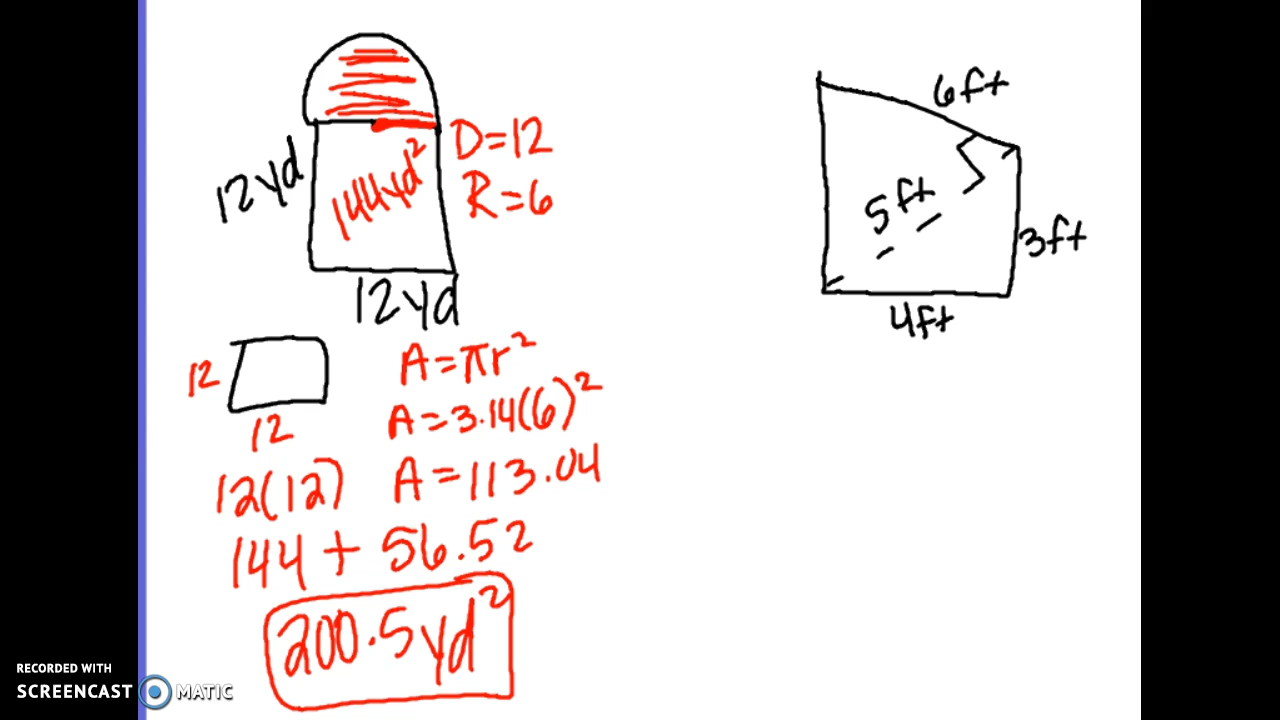 12yd
144yd²
D=12
R=6
12yd
12
12
12(12)
144 + 56.52
200.5yd²
A=πr²
A=3.14(6)²
A=113.04
6ft
5ft
3ft
4ft
RECORDED WITH
SCREENCAST MATIC